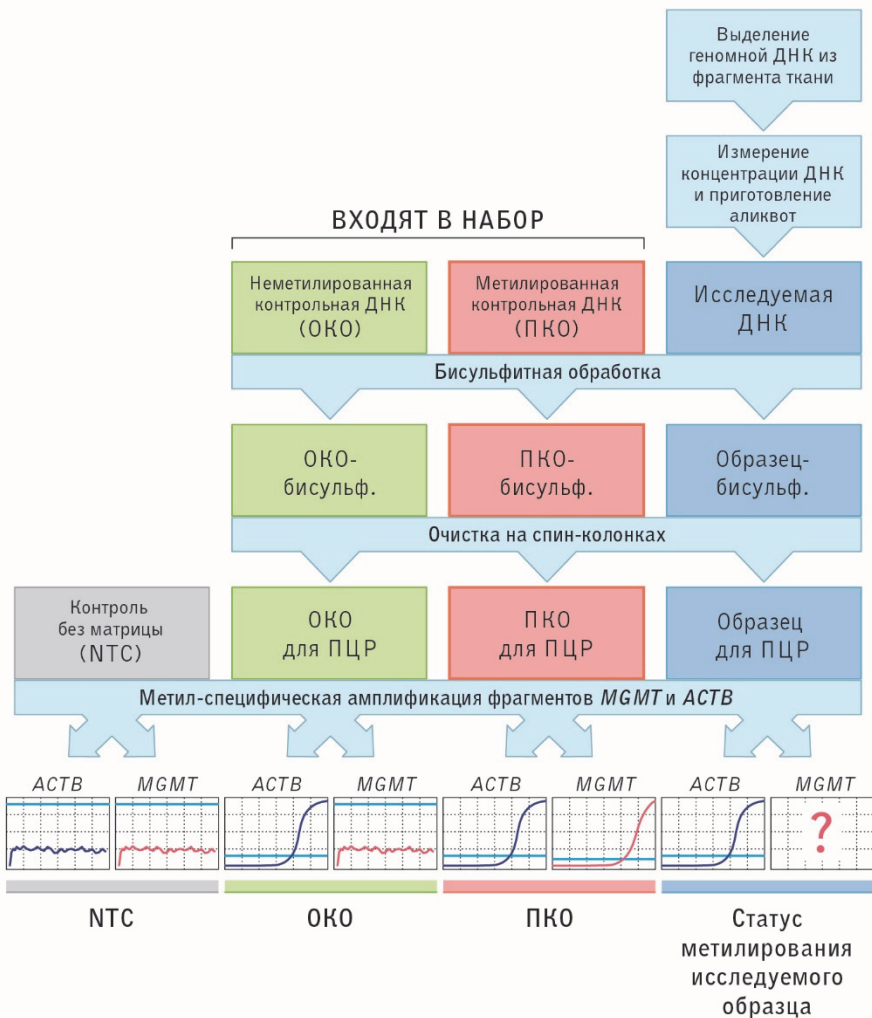 Выделение
геномной ДНК из
фрагмента ткани
Измерение
концентрации ДНК
и приготовление
аликвот
ВХОДЯТ В НАБОР
Неметилированная
контрольная ДНК
(ОКО)
Метилированная
контрольная ДНК
(ПКО)
Исследуемая
ДНК
Бисульфитная обработка
ОКО-
бисульф.
ПКО-
бисульф.
Образец-
бисульф.
Очистка на спин-колонках
Контроль
без матрицы
(NTC)
ОКО
для ПЦР
ПКО
для ПЦР
Образец
для ПЦР
Метил-специфическая амплификация фрагментов MGMT и ACTB
ACTB
MGMT
ACTB
MGMT
ACTB
MGMT
ACTB
MGMT
?
NTC
ОКО
ПКО
Статус
метилирования
исследуемого
образца